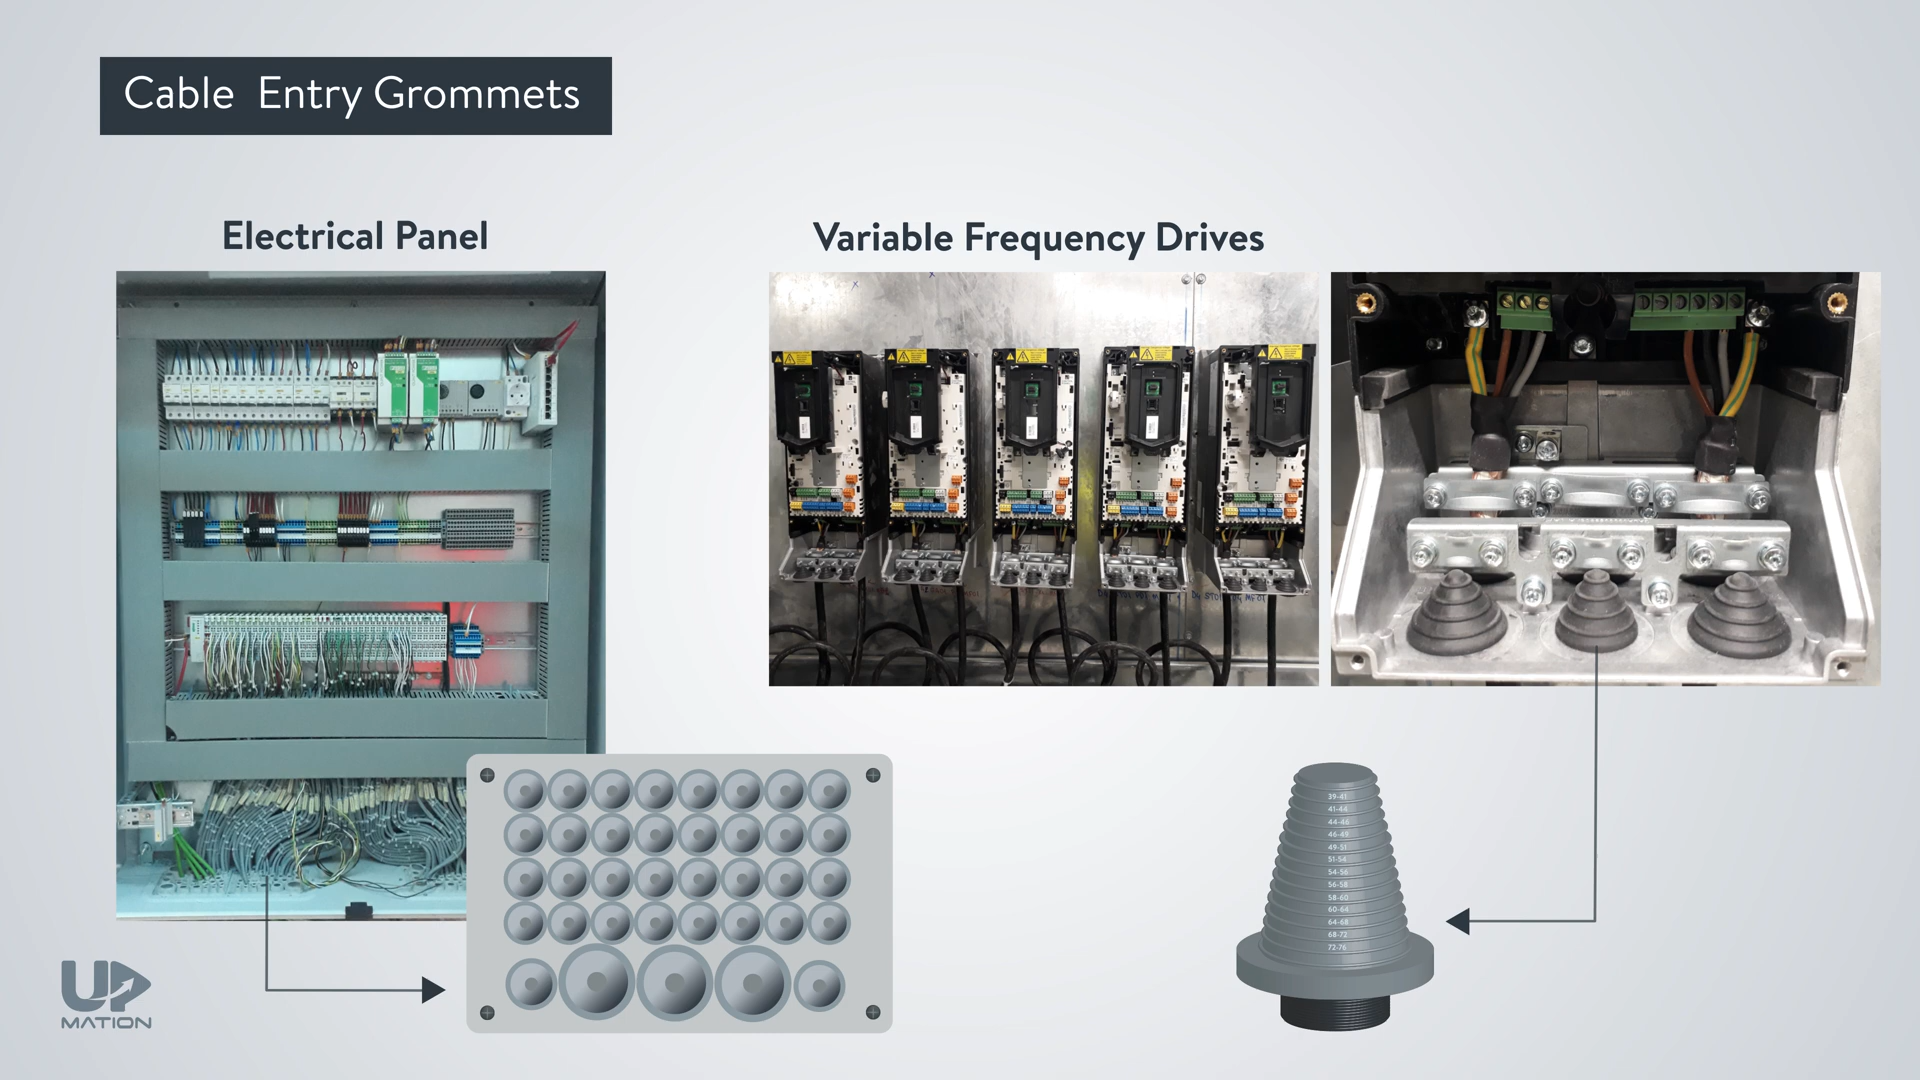 Cable Entry Grommets
Electrical Panel
Variable Frequency Drives
39-41
41-44
44-46
46-49
49-51
51-54
54-56
56-58
58-60
60-64
64-68
68-72
72-76
UP
MATION